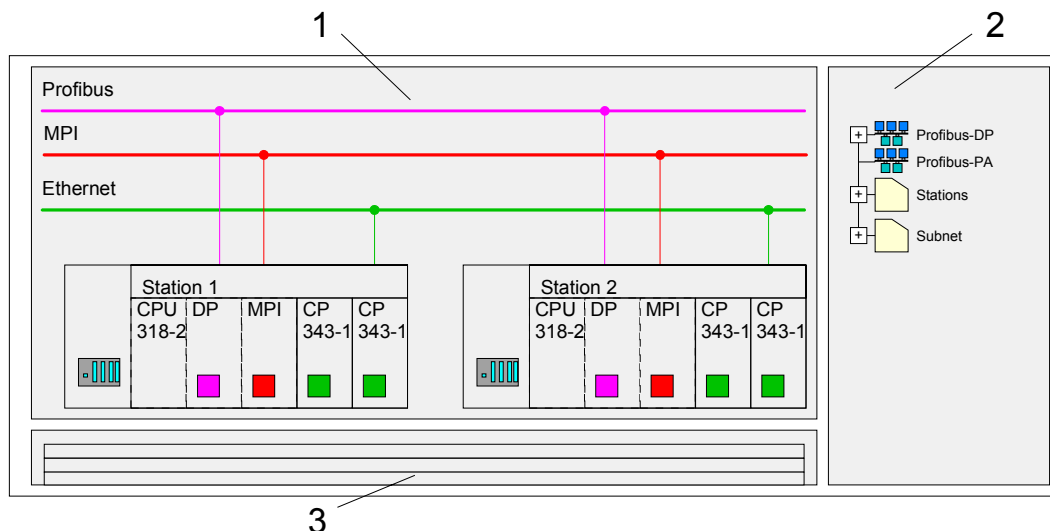 1
2
Profibus
MPI
Ethernet
Profibus-DP
Profibus-PA
Stations
Subnet
Station 1
CPU 318-2
DP
MPI
CP 343-1
CP 343-1
Station 2
CPU 318-2
DP
MPI
CP 343-1
CP 343-1
3